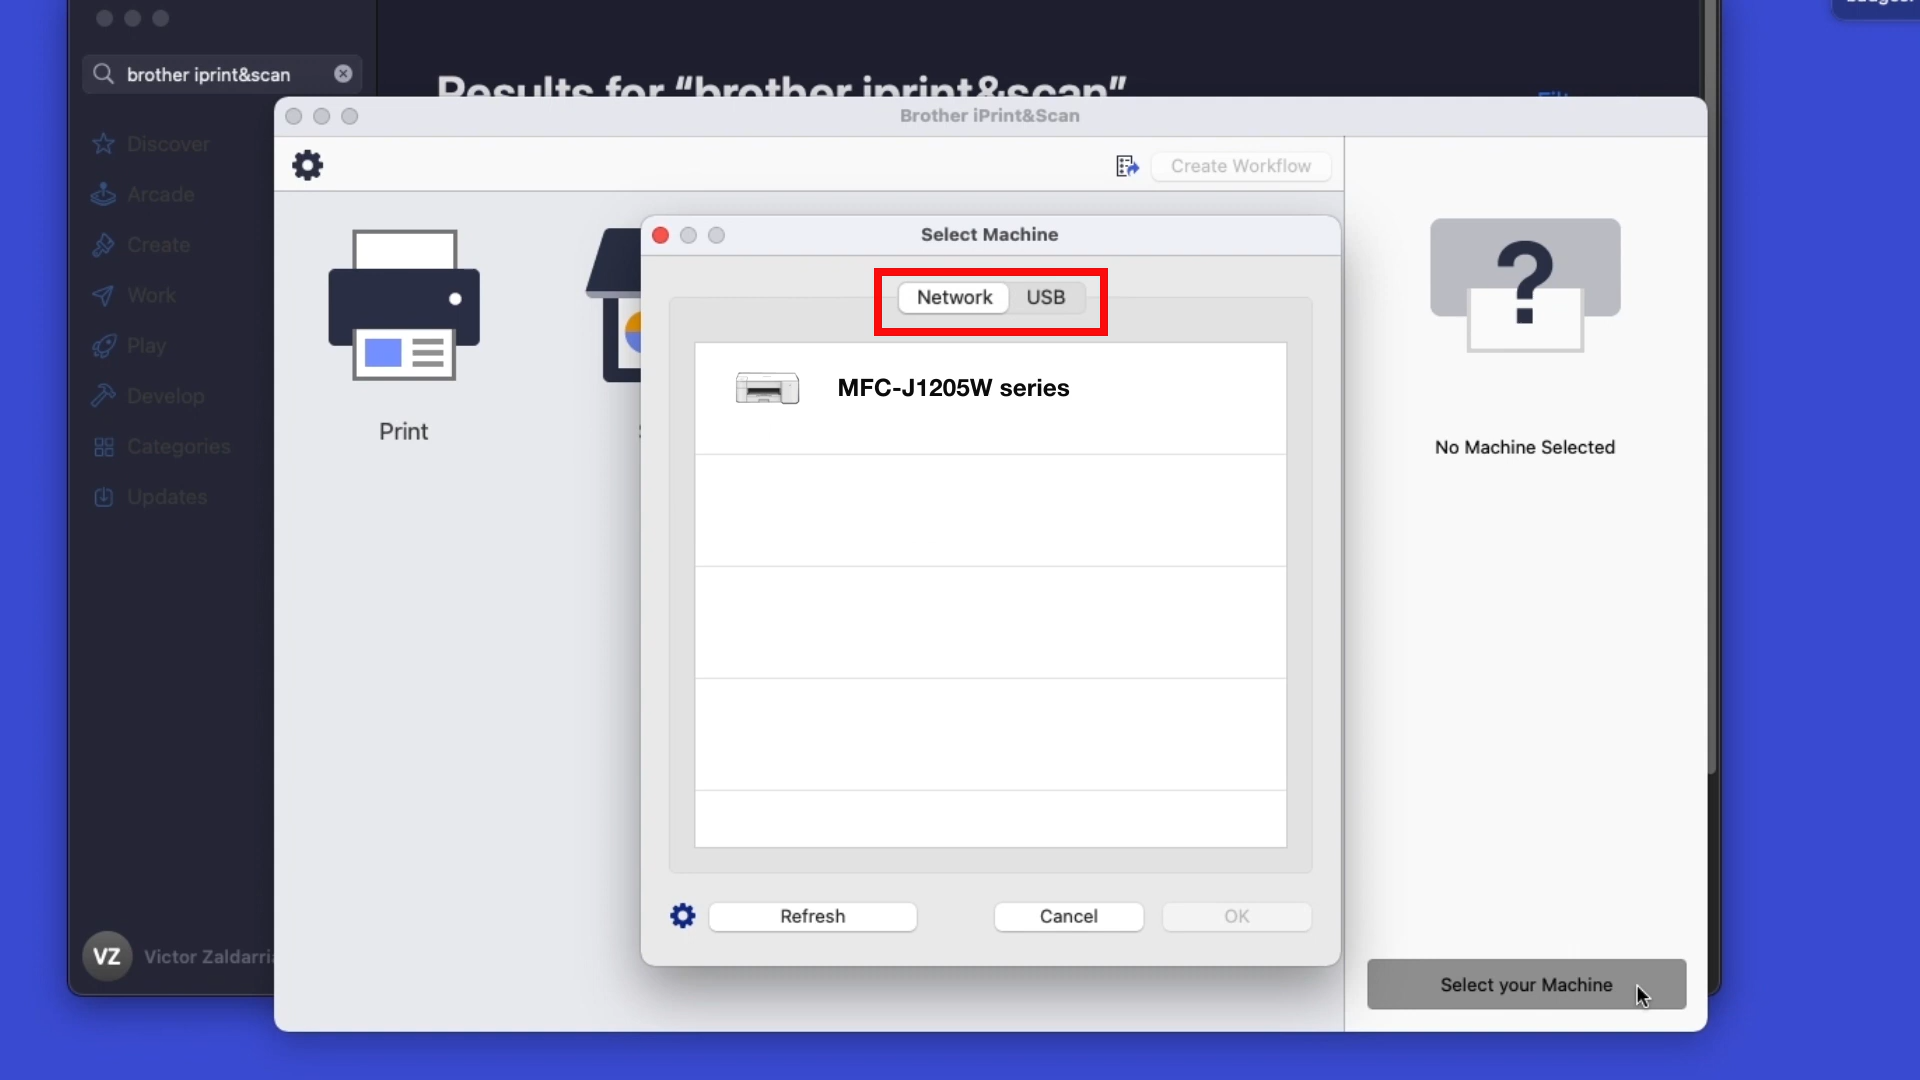 brother iprint&scan
Results for “brother iprint&scan”
Discover
Arcade
Create
Work
Play
Develop
Categories
Updates
VZ
Brother iPrint&Scan
Create Workflow
Print
Select Machine
Network
USB
MFC-J1205W series
Refresh
Cancel
OK
No Machine Selected
Select your Machine